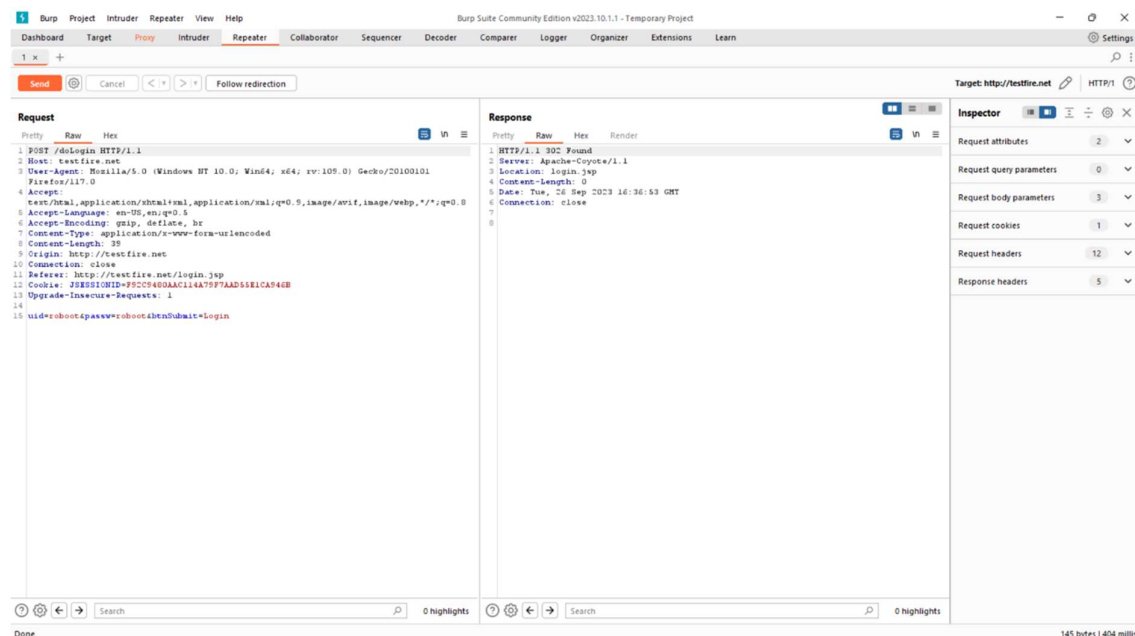 Burp Project Intruder Repeater View Help
Burp Suite Community Edition v2023.10.1.1 - Temporary Project
Dashboard Target Proxy Intruder Repeater Collaborator Sequencer Decoder Comparer Logger Organizer Extensions Learn
Settings
1 × +
Send Cancel < > Follow redirection
Target: http://testfire.net HTTP/1
Request
Pretty Raw Hex
\n
1 POST /doLogin HTTP/1.1
2 Host: testfire.net
3 User-Agent: Mozilla/5.0 (Windows NT 10.0; Win64; x64; rv:109.0) Gecko/20100101
Firefox/117.0
4 Accept:
text/html,application/xhtml+xml,application/xml;q=0.9,image/avif,image/webp,*/*;q=0.8
5 Accept-Language: en-US,en;q=0.5
6 Accept-Encoding: gzip, deflate, br
7 Content-Type: application/x-www-form-urlencoded
8 Content-Length: 39
9 Origin: http://testfire.net
10 Connection: close
11 Referer: http://testfire.net/login.jsp
12 Cookie: JSESSIONID=F92C9480AAC114A79F7AAD55E1CA946B
13 Upgrade-Insecure-Requests: 1
14
15 uid=roboot&passw=roboot&btnSubmit=Login
Search
0 highlights
Response
Pretty Raw Hex Render
\n
1 HTTP/1.1 302 Found
2 Server: Apache-Coyote/1.1
3 Location: login.jsp
4 Content-Length: 0
5 Date: Tue, 26 Sep 2023 16:36:53 GMT
6 Connection: close
7
8
Search
0 highlights
Inspector
Request attributes 2
Request query parameters 0
Request body parameters 3
Request cookies 1
Request headers 12
Response headers 5
Done
145 bytes | 404 milli